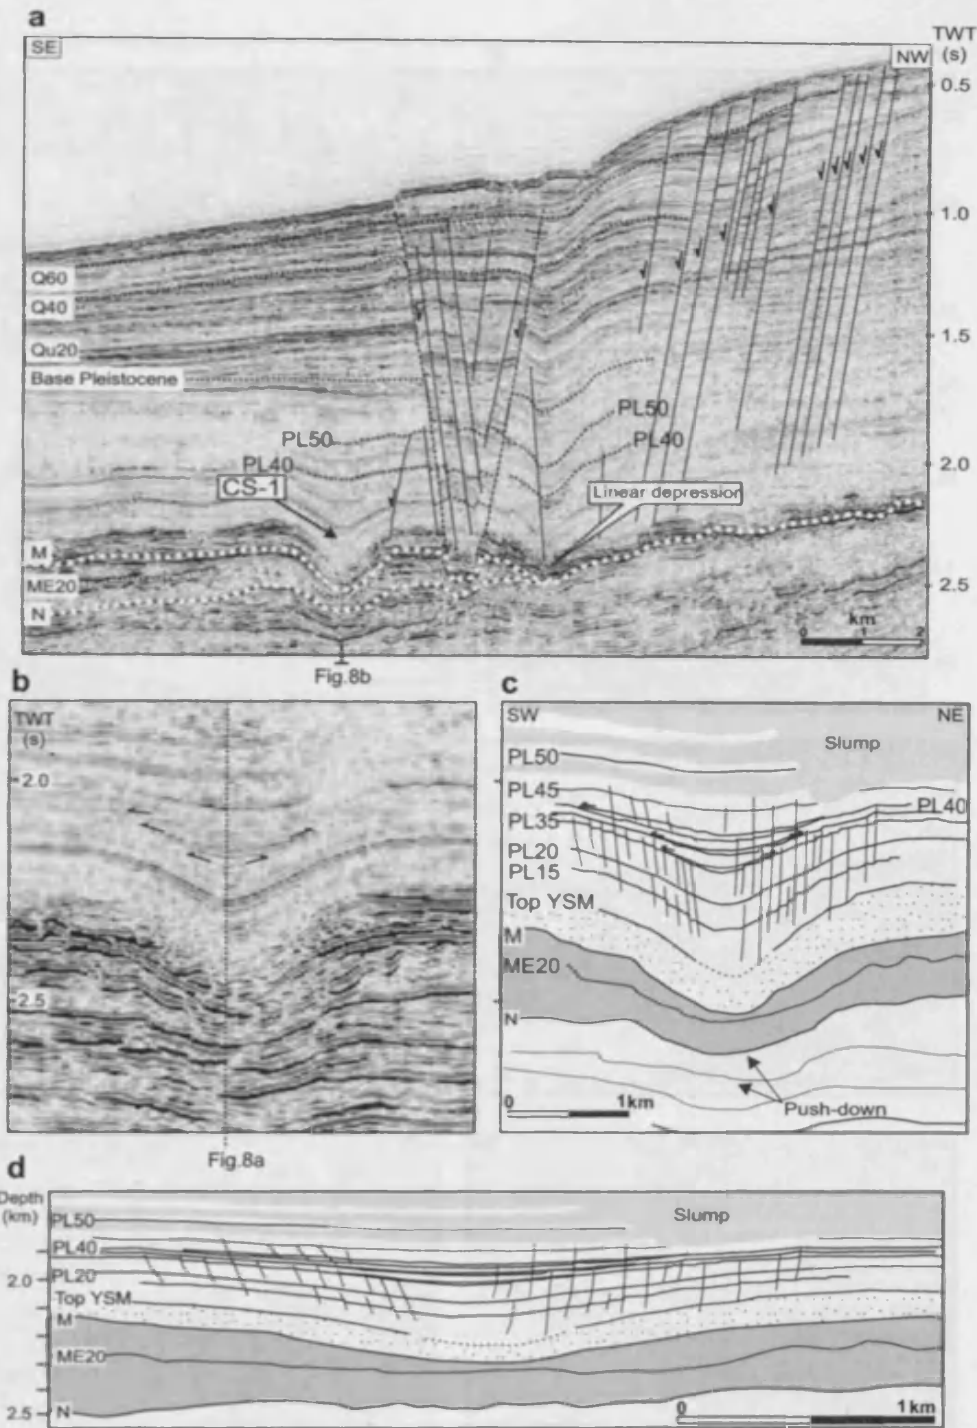 a
SE
TWT
(s)
NW
0.5
1.0
Q60
Q40
1.5
Qu20
Base Pleistocene
PL50
PL50
PL40
PL40
2.0
CS-1
Linear depression
M
ME20
2.5
N
km
0 1 2
Fig.8b
b
c
TWT
(s)
SW
NE
Slump
PL50
2.0
PL45
PL40
PL35
PL20
PL15
Top YSM
M
ME20
2.5
N
0
1km
Push-down
Fig.8a
d
Depth
(km)
PL50
Slump
PL40
2.0
PL20
Top YSM
M
ME20
2.5
N
0
1km